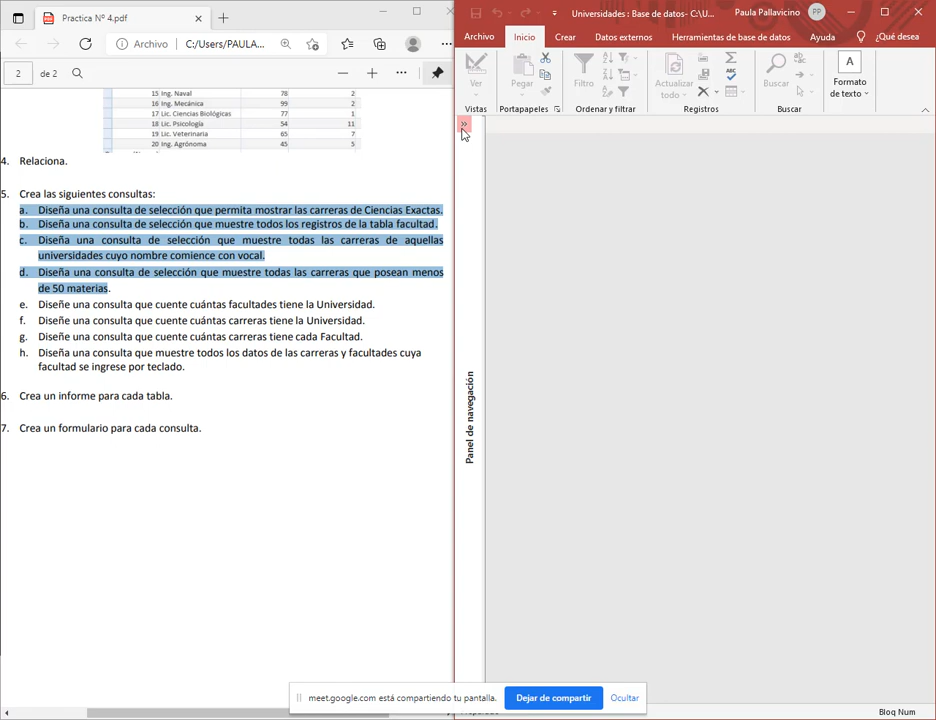 Practica Nº 4.pdf
Archivo
C:/Users/PAULA...
2
de 2
15 Ing. Naval 78 2
16 Ing. Mecánica 99 2
17 Lic. Ciencias Biológicas 77 1
18 Lic. Psicología 54 11
19 Lic. Veterinaria 65 7
20 Ing. Agrónoma 45 5
4. Relaciona.
5. Crea las siguientes consultas:
a. Diseña una consulta de selección que permita mostrar las carreras de Ciencias Exactas.
b. Diseña una consulta de selección que muestre todos los registros de la tabla facultad.
c. Diseña una consulta de selección que muestre todas las carreras de aquellas
universidades cuyo nombre comience con vocal.
d. Diseña una consulta de selección que muestre todas las carreras que posean menos
de 50 materias.
e. Diseñe una consulta que cuente cuántas facultades tiene la Universidad.
f. Diseñe una consulta que cuente cuántas carreras tiene la Universidad.
g. Diseñe una consulta que cuente cuántas carreras tiene cada Facultad.
h. Diseña una consulta que muestre todos los datos de las carreras y facultades cuya
facultad se ingrese por teclado.
6. Crea un informe para cada tabla.
7. Crea un formulario para cada consulta.
Universidades : Base de datos- C:\U...
Paula Pallavicino
PP
Archivo Inicio Crear Datos externos Herramientas de base de datos Ayuda ¿Qué desea
Ver
Pegar
Filtro
Actualizar
todo
Buscar
Formato
de texto
Vistas Portapapeles Ordenar y filtrar Registros Buscar
Panel de navegación
meet.google.com está compartiendo tu pantalla.
Dejar de compartir
Ocultar
Bloq Num